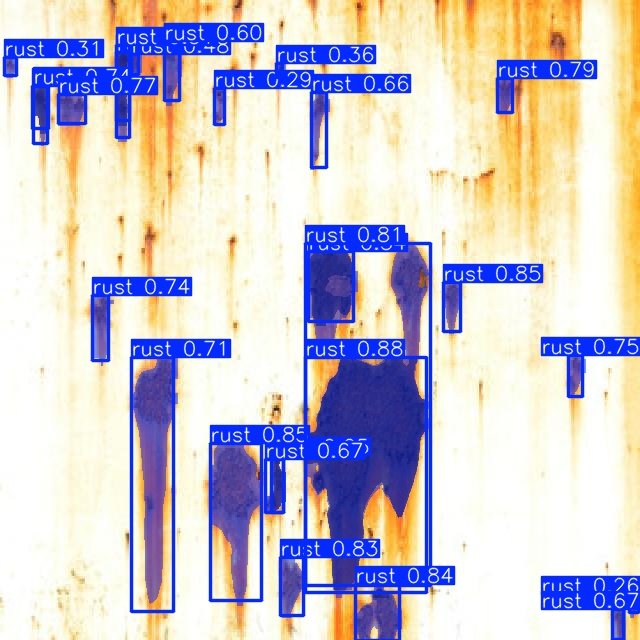 rust 0.60
rust 0.48
rust 0.31
rust 0.36
rust 0.79
rust 0.74
rust 0.77
rust 0.29
rust 0.66
rust 0.81
rust 0.85
rust 0.74
rust 0.71
rust 0.88
rust 0.75
rust 0.85
rust 0.67
rust 0.83
rust 0.84
rust 0.26
rust 0.67